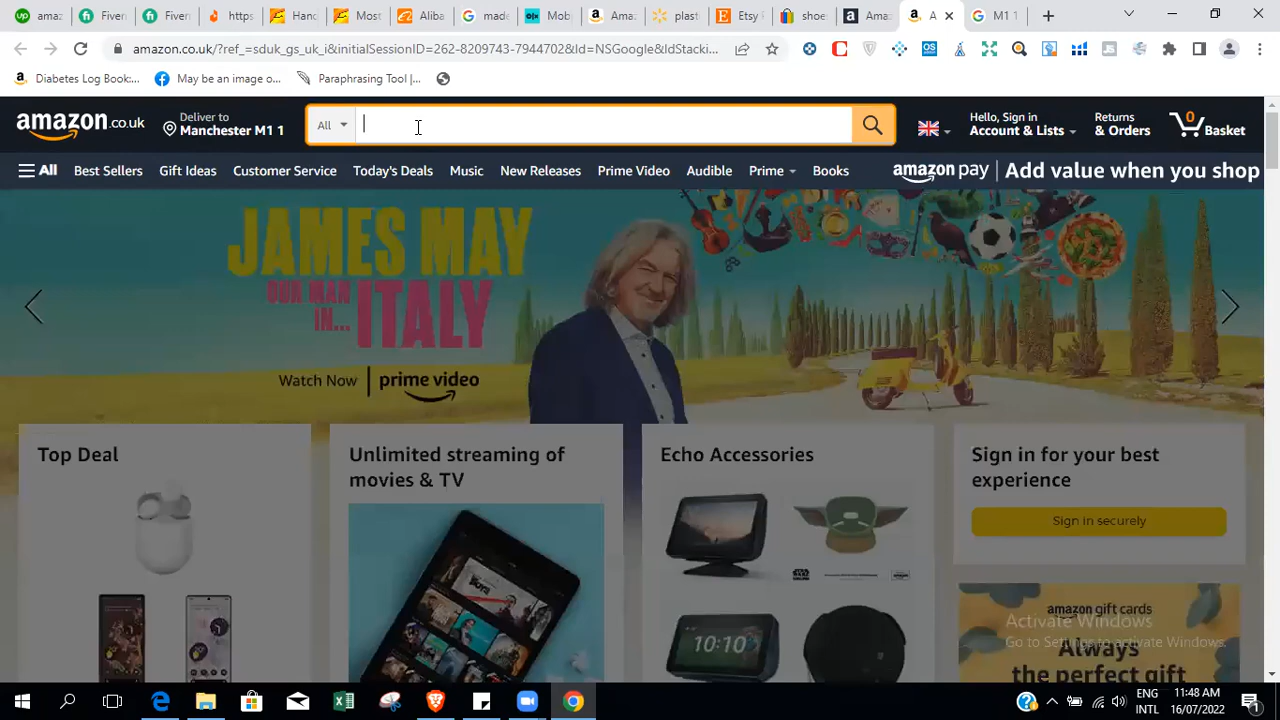 amaz
Fiverr
Fiverr
https
Hand
Most
Aliba
made
Mob
Amaz
plast
Etsy
shoe
Amaz
A
M1 1
amazon.co.uk/?ref_=sduk_gs_uk_i&initialSessionID=262-8209743-7944702&ld=NSGoogle&ldStacki...
Diabetes Log Book:...
May be an image o...
Paraphrasing Tool |...
amazon.co.uk
Deliver to
Manchester M1 1
All
Hello, Sign in
Account & Lists
Returns
& Orders
0
Basket
All
Best Sellers
Gift Ideas
Customer Service
Today's Deals
Music
New Releases
Prime Video
Audible
Prime
Books
amazon pay
Add value when you shop
JAMES MAY
OUR MAN
IN...
ITALY
Watch Now
prime video
Top Deal
Unlimited streaming of
movies & TV
Echo Accessories
Sign in for your best
experience
Sign in securely
10:10
amazon gift cards
Always
the perfect gift
Activate Windows
Go to Settings to activate Windows.
ENG
INTL
11:48 AM
16/07/2022